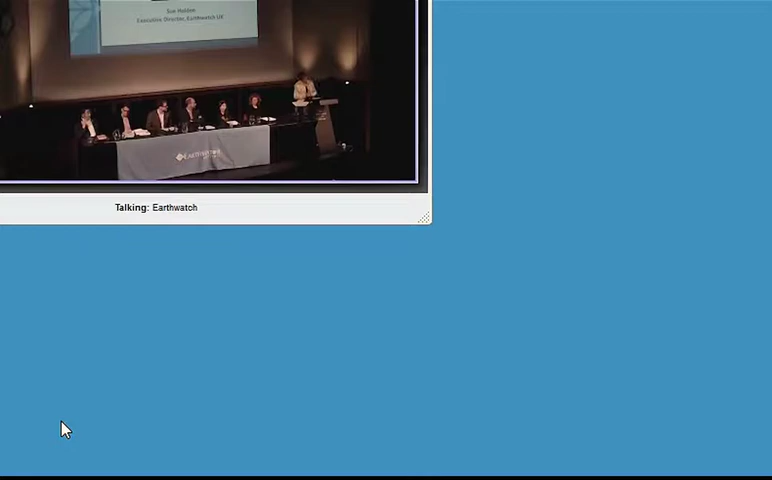 Sue Holden
Executive Director, Earthwatch UK
EARTHWATCH
Talking: Earthwatch